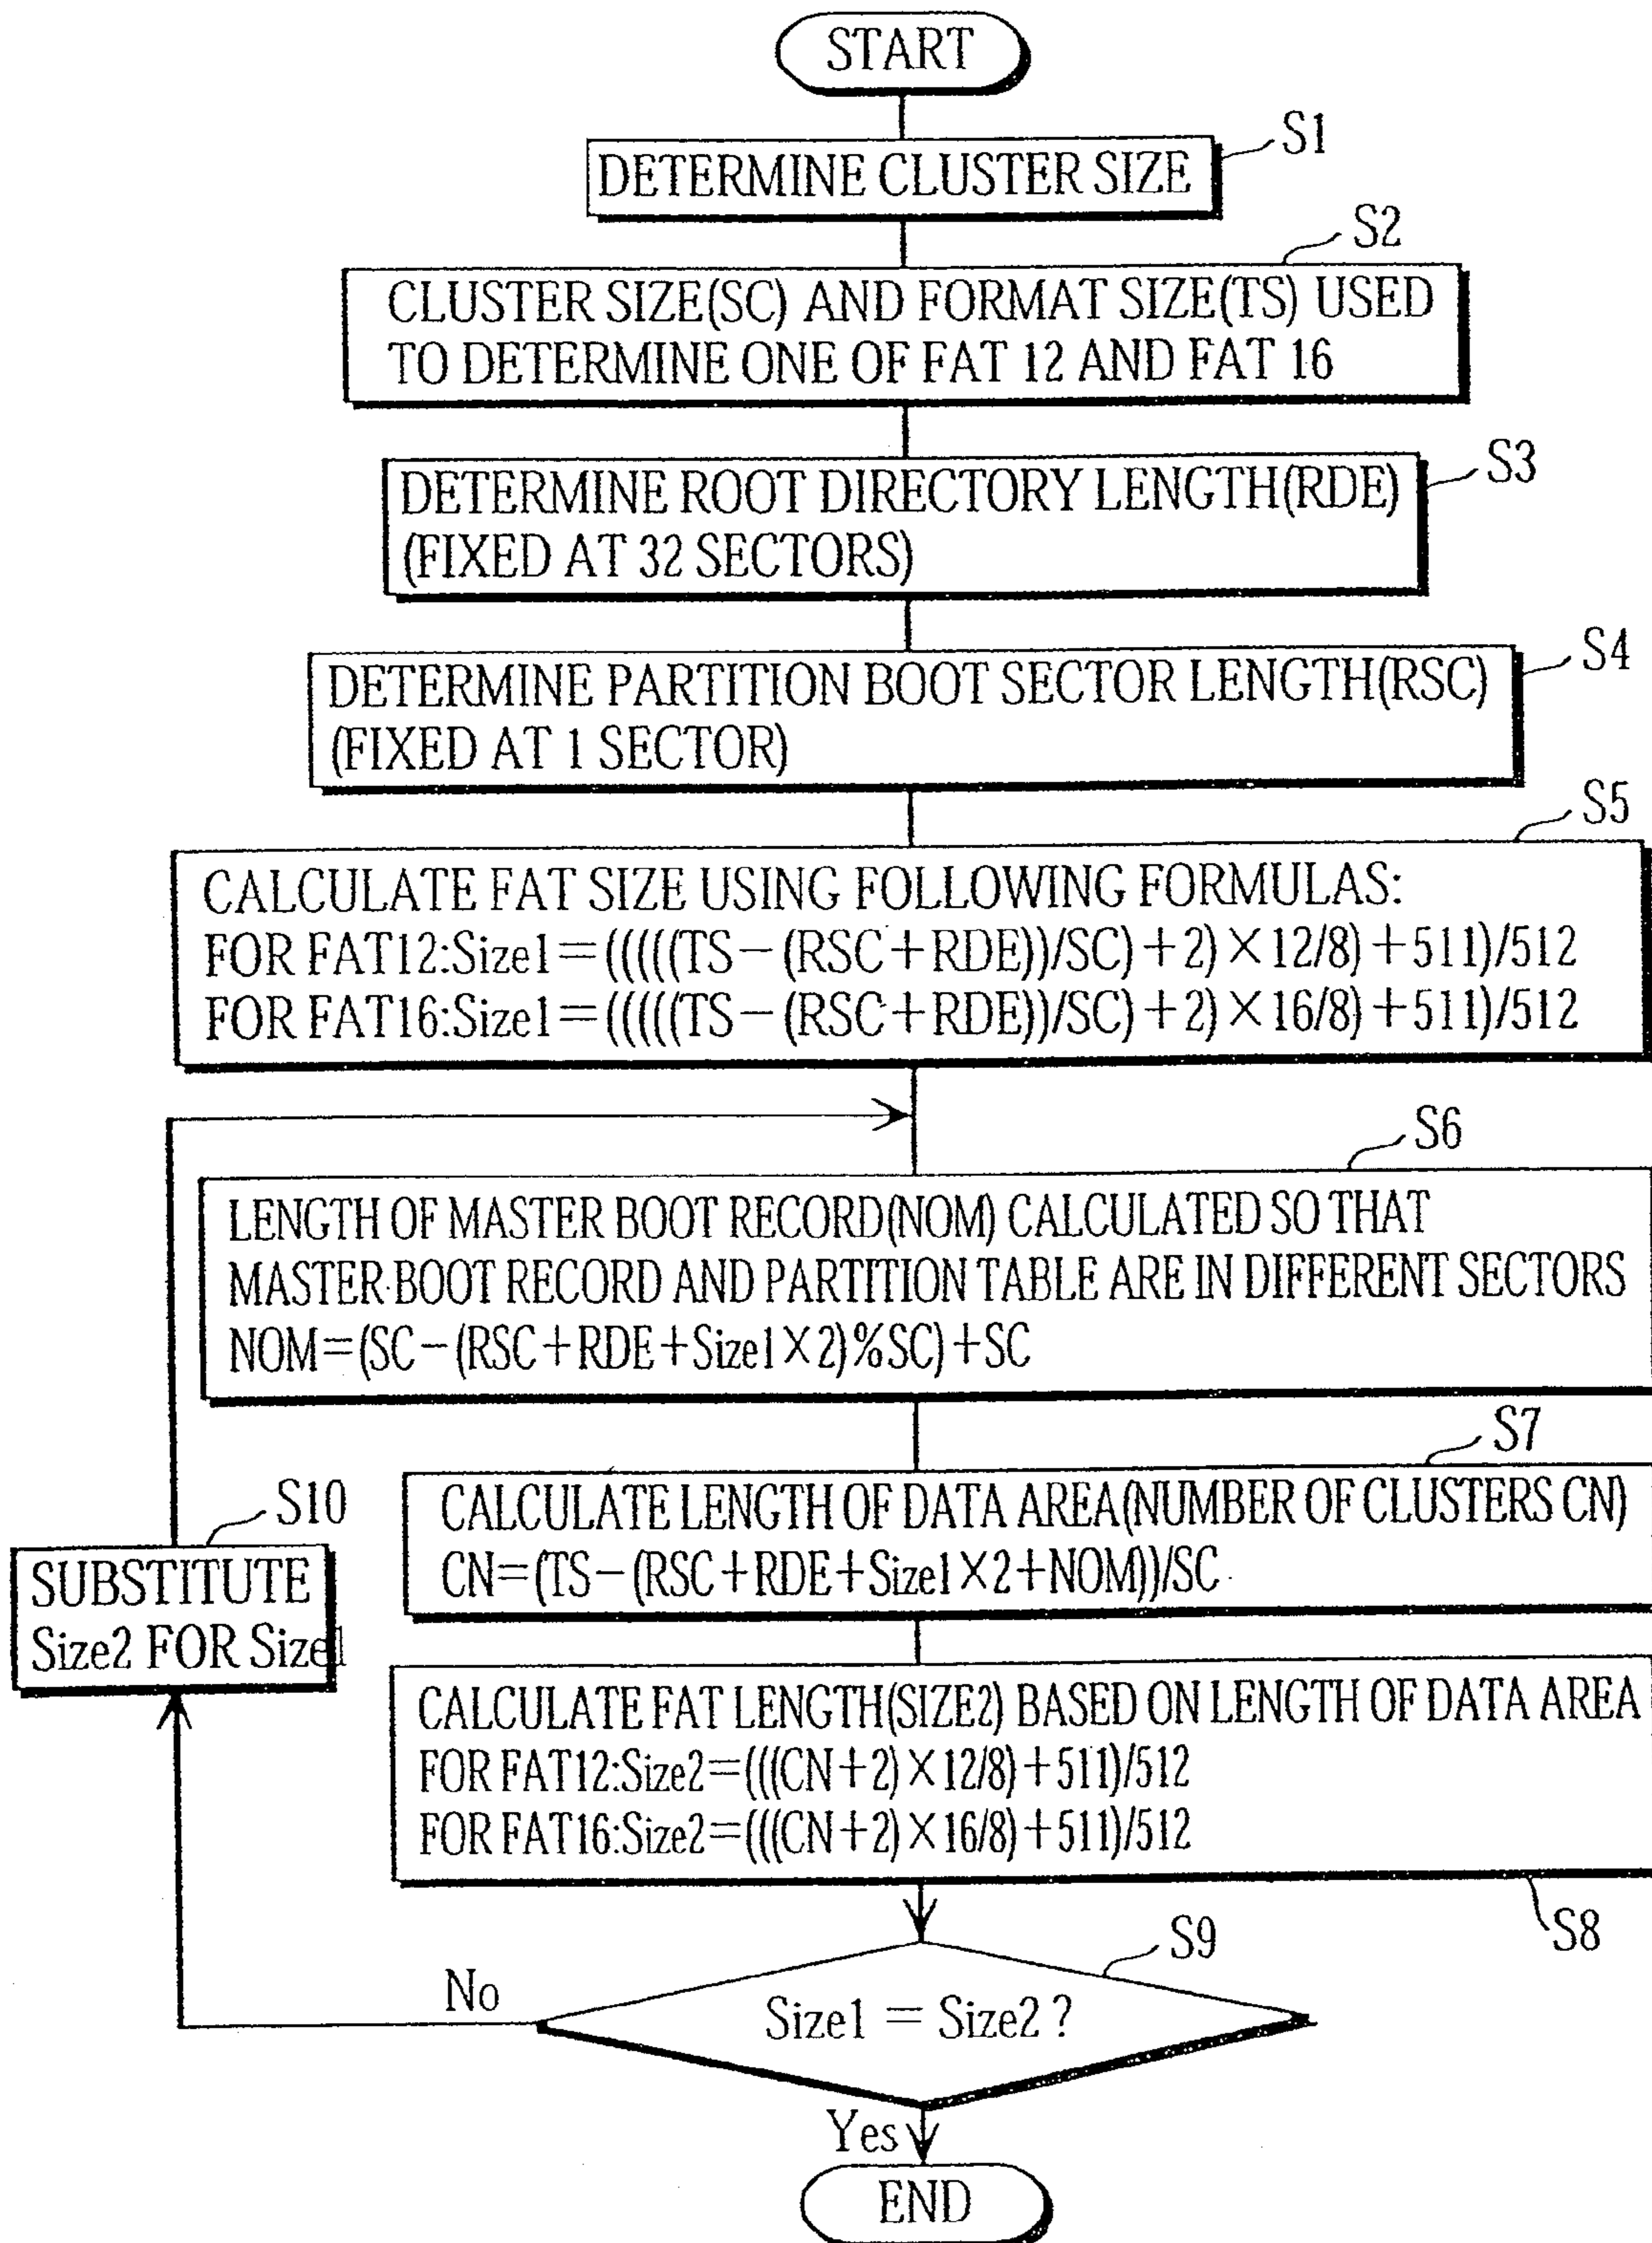 START
S1
DETERMINE CLUSTER SIZE
S2
CLUSTER SIZE(SC) AND FORMAT SIZE(TS) USED
TO DETERMINE ONE OF FAT 12 AND FAT 16
S3
DETERMINE ROOT DIRECTORY LENGTH(RDE)
(FIXED AT 32 SECTORS)
S4
DETERMINE PARTITION BOOT SECTOR LENGTH(RSC)
(FIXED AT 1 SECTOR)
S5
CALCULATE FAT SIZE USING FOLLOWING FORMULAS:
FOR FAT12:Size1=(((((TS-(RSC+RDE))/SC)+2)×12/8)+511)/512
FOR FAT16:Size1=(((((TS-(RSC+RDE))/SC)+2)×16/8)+511)/512
S6
LENGTH OF MASTER BOOT RECORD(NOM) CALCULATED SO THAT
MASTER BOOT RECORD AND PARTITION TABLE ARE IN DIFFERENT SECTORS
NOM=(SC-(RSC+RDE+Size1×2)%SC)+SC
S7
CALCULATE LENGTH OF DATA AREA(NUMBER OF CLUSTERS CN)
CN=(TS-(RSC+RDE+Size1×2+NOM))/SC
S10
SUBSTITUTE
Size2 FOR Size1
CALCULATE FAT LENGTH(SIZE2) BASED ON LENGTH OF DATA AREA
FOR FAT12:Size2=(((CN+2)×12/8)+511)/512
FOR FAT16:Size2=(((CN+2)×16/8)+511)/512
S8
S9
No
Size1 = Size2 ?
Yes
END